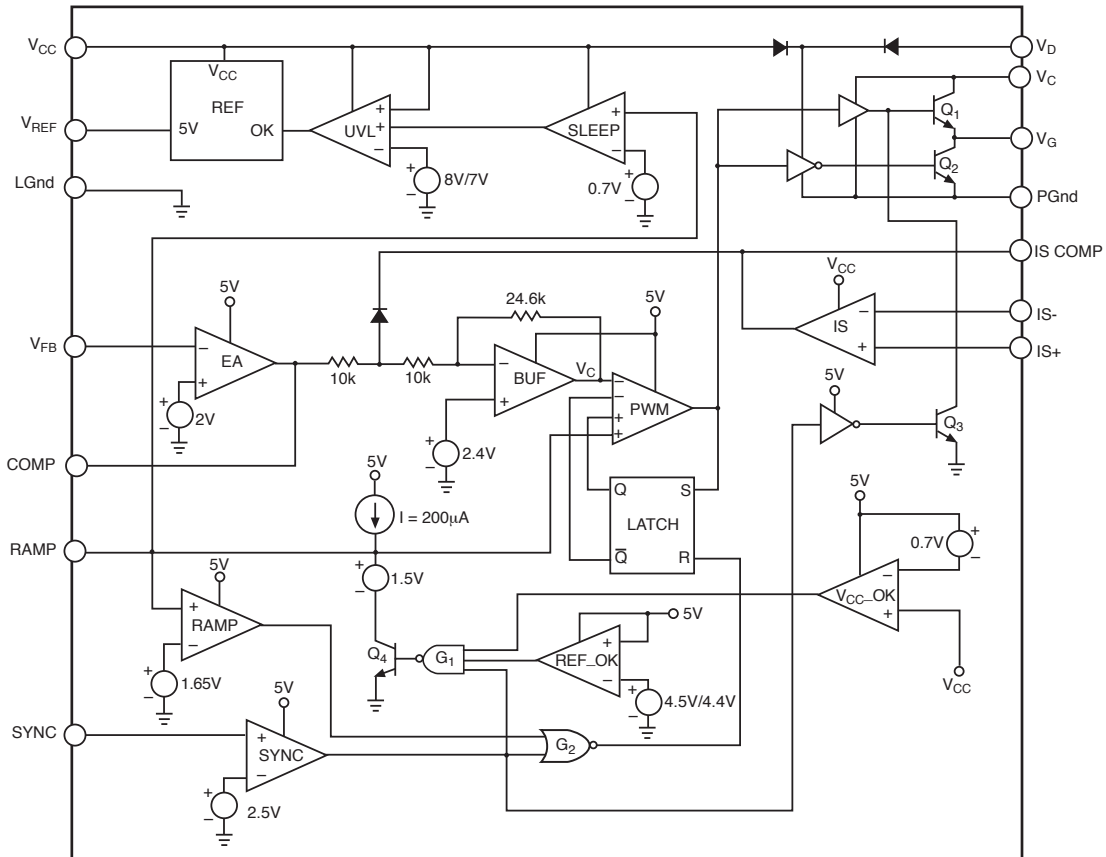 VCC
VD
VCC
REF
5V
OK
UVL
+
+
−
SLEEP
+
−
VC
VREF
Q1
VG
Q2
+
−
8V/7V
0.7V
+
−
LGnd
PGnd
IS COMP
5V
24.6k
5V
VCC
IS-
IS
−
+
IS+
VFB
−
EA
+
10k
10k
−
BUF
+
VC
−
−
PWM
+
+
+
−
2V
5V
Q3
+
−
2.4V
COMP
5V
I = 200µA
Q
S
LATCH
Q̅
R
5V
+
0.7V
−
RAMP
5V
+
−
1.5V
−
VCC_OK
+
+
RAMP
−
Q4
G1
5V
+
REF_OK
−
+
−
1.65V
5V
+
−
4.5V/4.4V
VCC
SYNC
+
SYNC
−
G2
+
−
2.5V